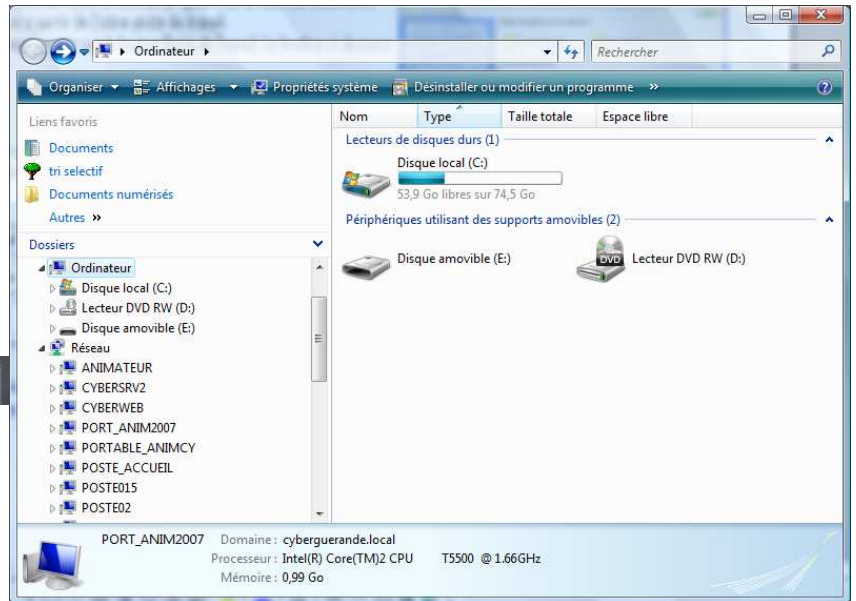 Ordinateur
Rechercher
Organiser Affichages Propriétés système Désinstaller ou modifier un programme »
Liens favoris
Documents
tri selectif
Documents numérisés
Autres »
Dossiers
Ordinateur
Disque local (C:)
Lecteur DVD RW (D:)
Disque amovible (E:)
Réseau
ANIMATEUR
CYBERSRV2
CYBERWEB
PORT_ANIM2007
PORTABLE_ANIMCY
POSTE_ACCUEIL
POSTE015
POSTE02
Nom Type Taille totale Espace libre
Lecteurs de disques durs (1)
Disque local (C:)
53,9 Go libres sur 74,5 Go
Périphériques utilisant des supports amovibles (2)
Disque amovible (E:)
DVD
Lecteur DVD RW (D:)
PORT_ANIM2007 Domaine : cyberguerande.local
Processeur : Intel(R) Core(TM)2 CPU T5500 @ 1.66GHz
Mémoire : 0,99 Go